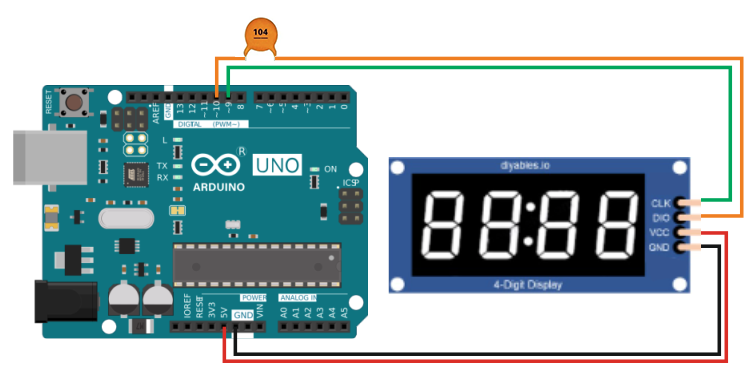 104
RESET
AREF
GND
13
12
~11
~10
~9
8
7
~6
~5
4
~3
2
1
0
DIGITAL (PWM~)
L
TX
RX
R
UNO
ARDUINO
ON
ICSP
diyables.io
CLK
DIO
VCC
GND
88:88
4-Digit Display
POWER
ANALOG IN
IOREF
RESET
3V3
5V
GND
VIN
A0
A1
A2
A3
A4
A5